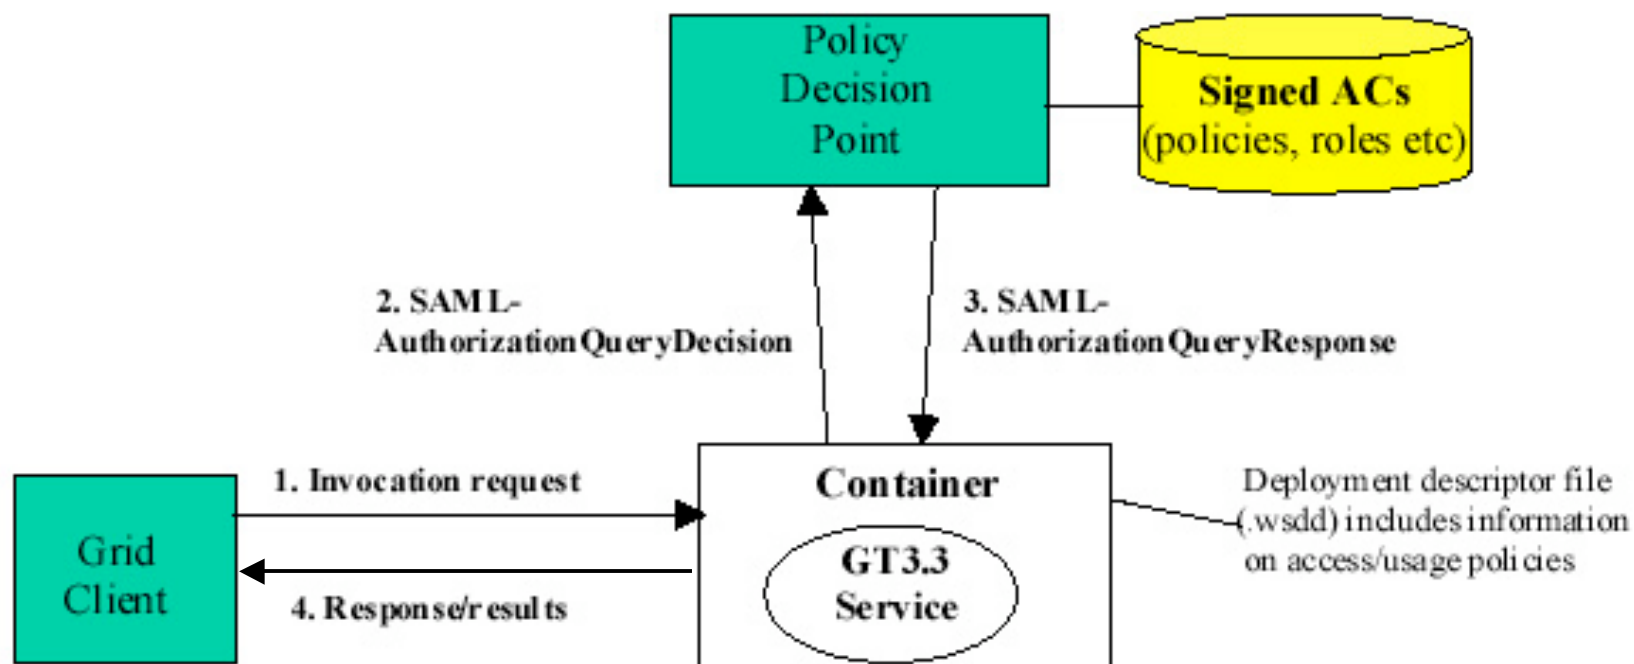 Policy
Decision
Point
Signed ACs
(policies, roles etc)
2. SAML-
AuthorizationQueryDecision
3. SAML-
AuthorizationQueryResponse
1. Invocation request
Container
Deployment descriptor file
(.wsdd) includes information
on access/usage policies
Grid
Client
GT3.3
Service
4. Response/results